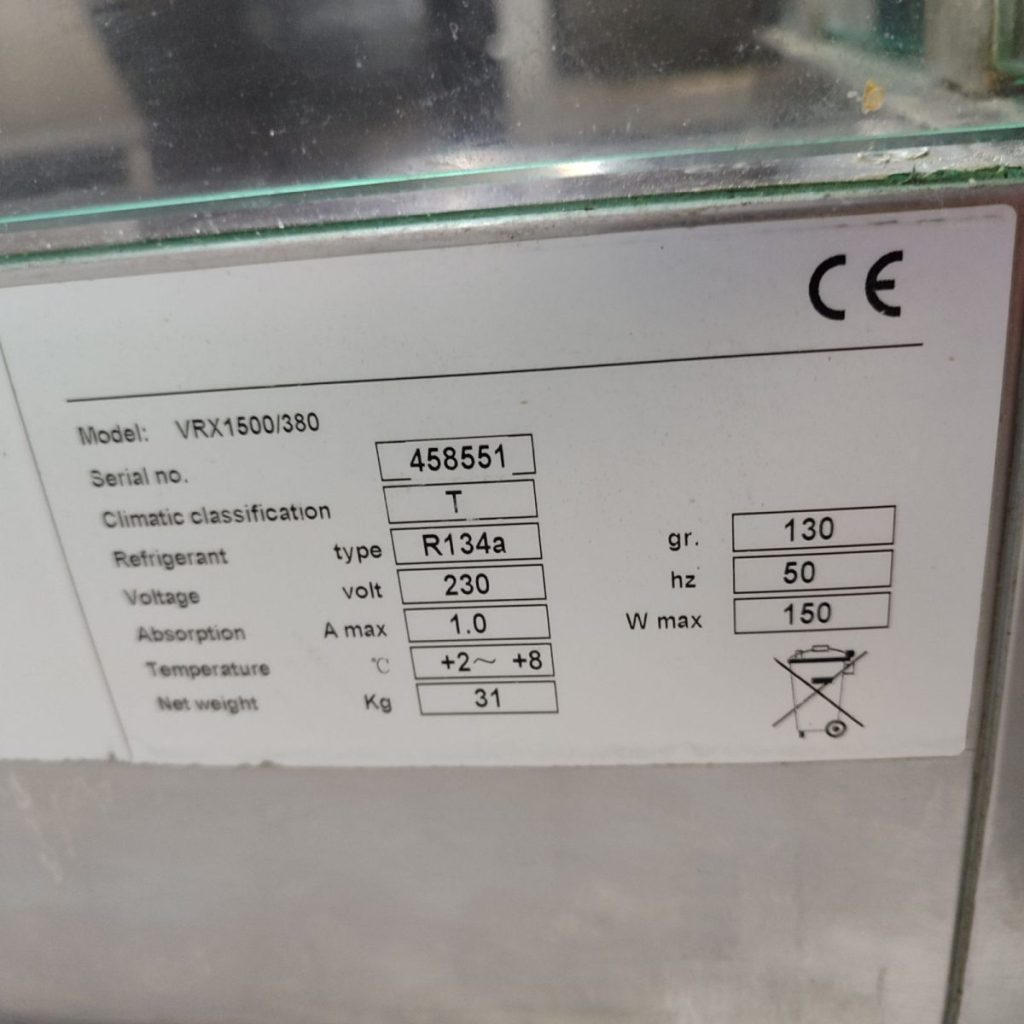 CE
Model: VRX1500/380
Serial no. 458551
Climatic classification T
Refrigerant type R134a gr. 130
Voltage volt 230 hz 50
Absorption A max 1.0 W max 150
Temperature ℃ +2～ +8
Net weight Kg 31